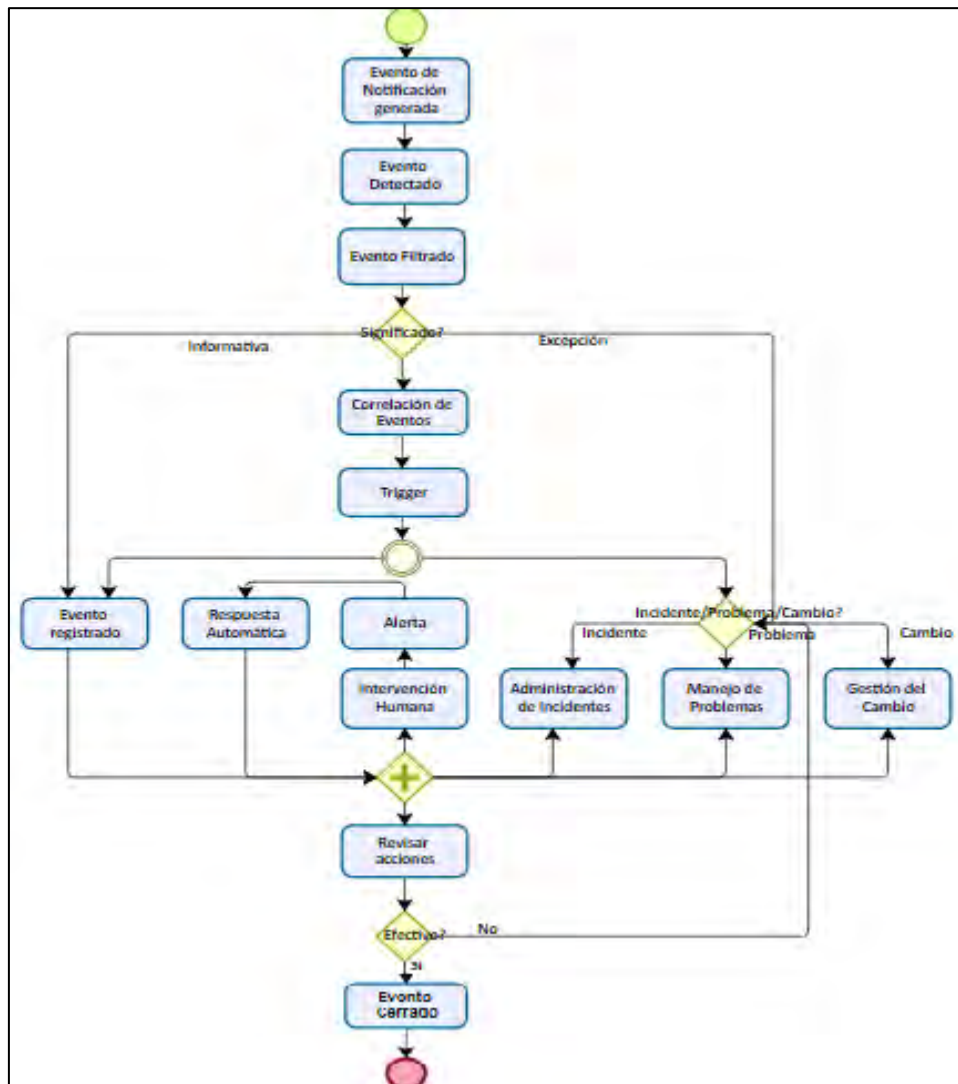 Evento de
Notificación
generada
Evento
Detectado
Evento Filtrado
Significado?
Informativa
Excepción
Correlación de
Eventos
Trigger
Evento
registrado
Respuesta
Automática
Alerta
Incidente/Problema/Cambio?
Incidente
Problema
Cambio
Intervención
Humana
Administración
de Incidentes
Manejo de
Problemas
Gestión del
Cambio
Revisar
acciones
Efectivo?
No
Si
Evento
Cerrado